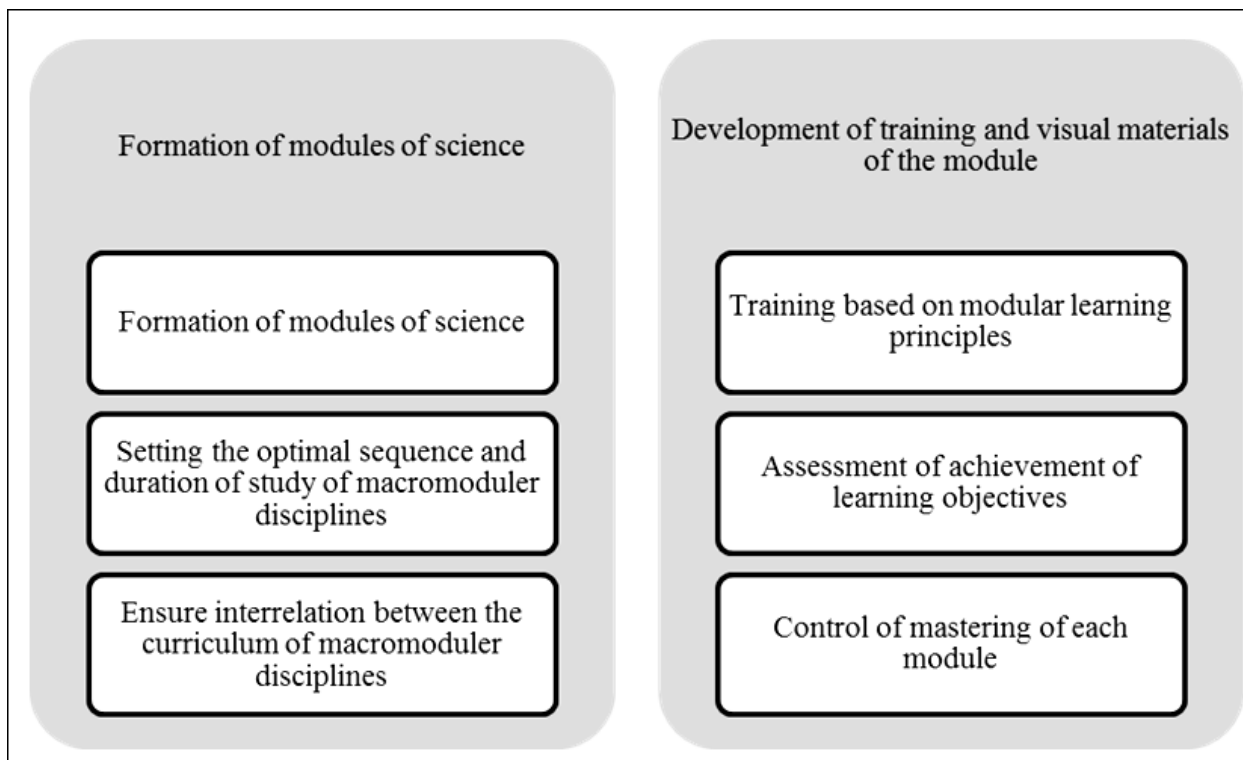 Formation of modules of science
Formation of modules of science
Setting the optimal sequence and
duration of study of macromoduler
disciplines
Ensure interrelation between the
curriculum of macromoduler
disciplines
Development of training and visual materials
of the module
Training based on modular learning
principles
Assessment of achievement of
learning objectives
Control of mastering of each
module